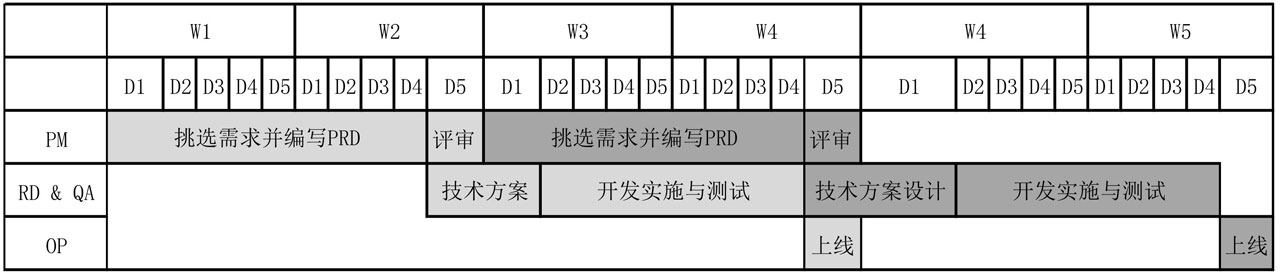 W1 W2 W3 W4 W4 W5
D1 D2 D3 D4 D5 D1 D2 D3 D4 D5 D1 D2 D3 D4 D5 D1 D2 D3 D4 D5 D1 D2 D3 D4 D5 D1 D2 D3 D4 D5
PM 挑选需求并编写PRD 评审 挑选需求并编写PRD 评审
RD & QA 技术方案 开发实施与测试 技术方案设计 开发实施与测试
OP 上线 上线